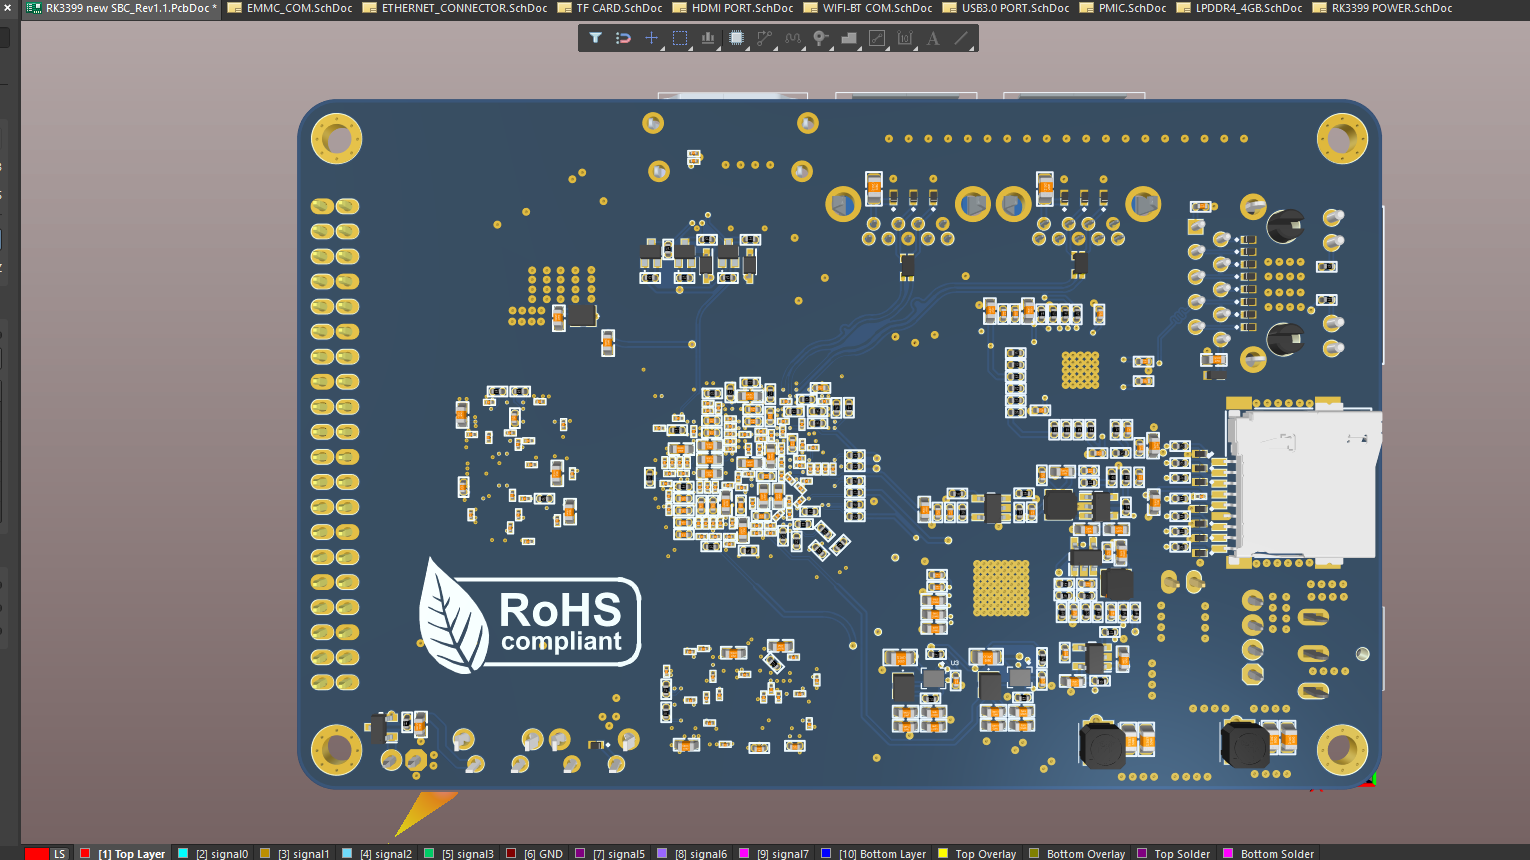 RK3399 new SBC_Rev1.1.PcbDoc * EMMC_COM.SchDoc ETHERNET_CONNECTOR.SchDoc TF CARD.SchDoc HDMI PORT.SchDoc WIFI-BT COM.SchDoc USB3.0 PORT.SchDoc PMIC.SchDoc LPDDR4_4GB.SchDoc RK3399 POWER.SchDoc
U3
RoHS
compliant
LS [1] Top Layer [2] signal0 [3] signal1 [4] signal2 [5] signal3 [6] GND [7] signal5 [8] signal6 [9] signal7 [10] Bottom Layer Top Overlay Bottom Overlay Top Solder Bottom Solder